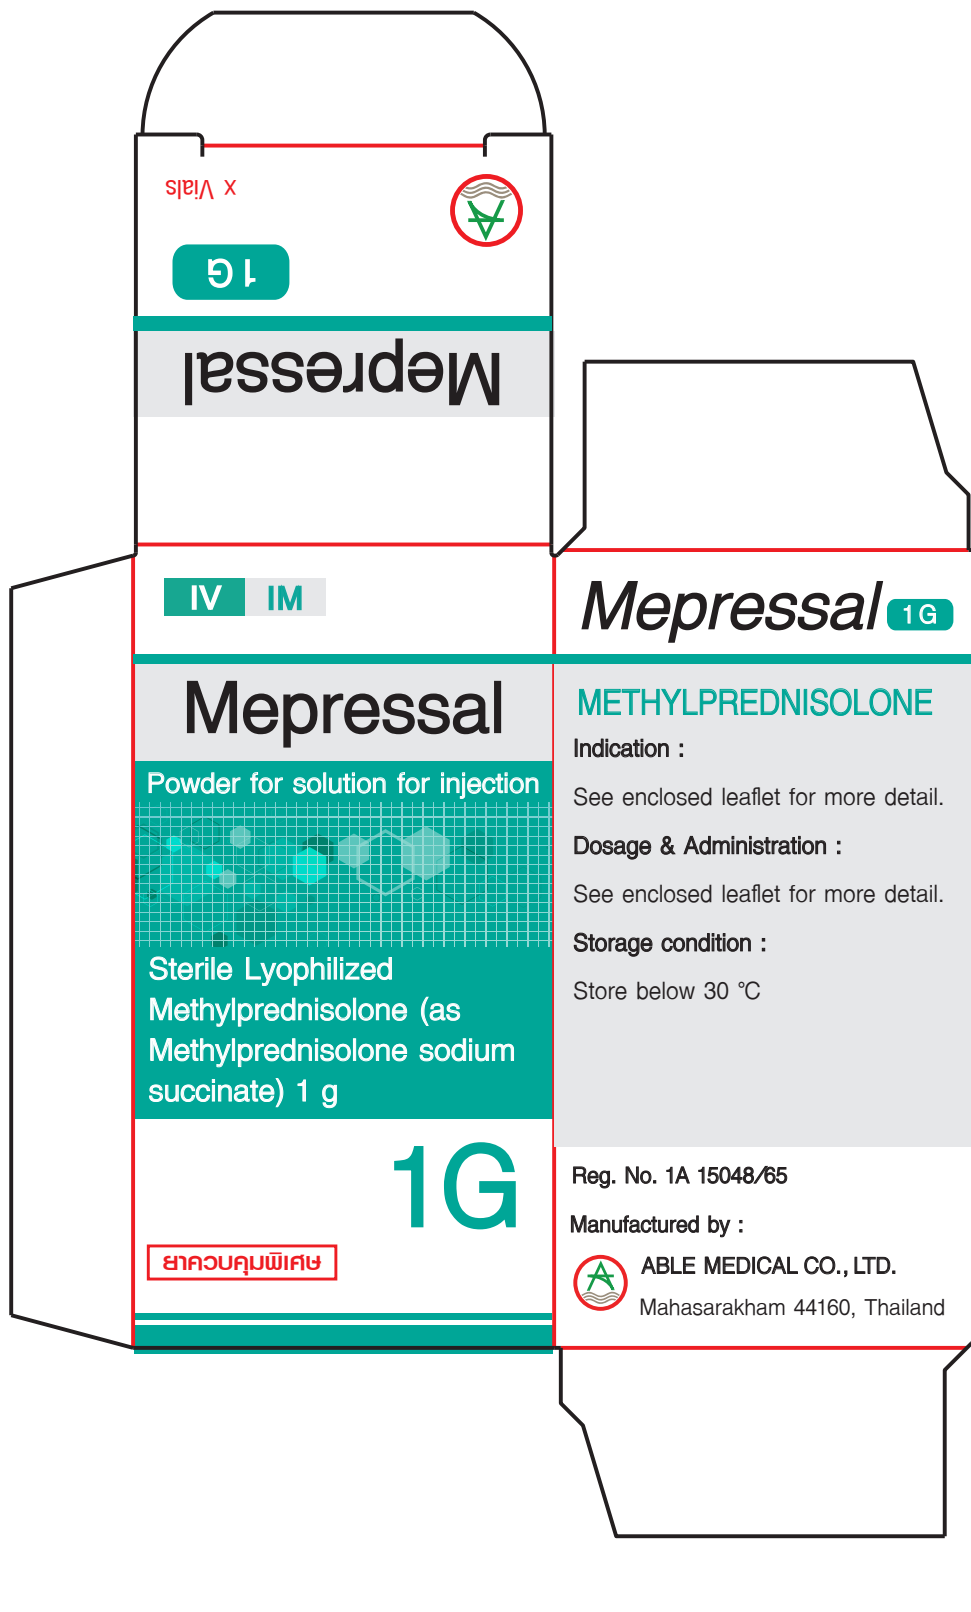 x Vials
1 G
Mepressal
IV IM
Mepressal
Powder for solution for injection
Sterile Lyophilized
Methylprednisolone (as
Methylprednisolone sodium
succinate) 1 g
1G
ยาควบคุมพิเศษ
Mepressal 1 G
METHYLPREDNISOLONE
Indication :
See enclosed leaflet for more detail.
Dosage & Administration :
See enclosed leaflet for more detail.
Storage condition :
Store below 30 °C
Reg. No. 1A 15048/65
Manufactured by :
ABLE MEDICAL CO., LTD.
Mahasarakham 44160, Thailand